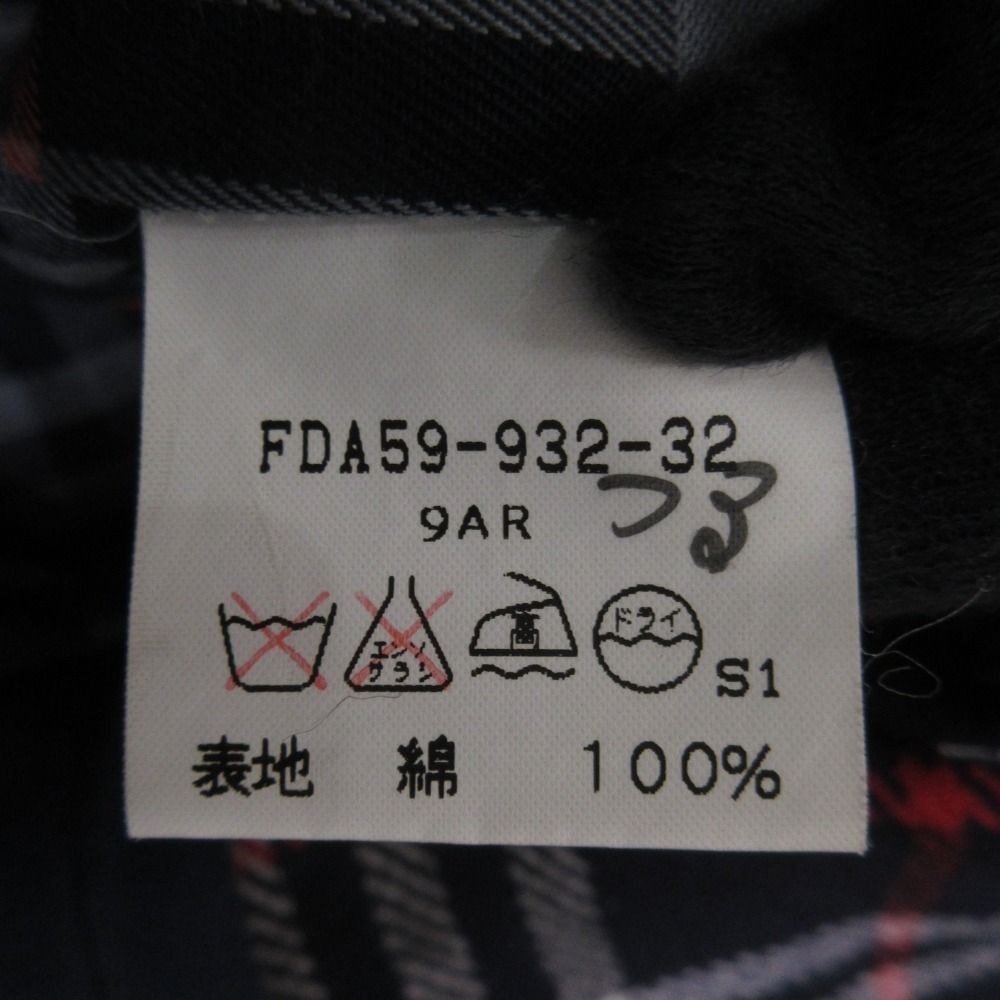 FDA59-932-32
つる
9AR
エンソ
サラシ
高
ドライ
S1
表地 綿 100%